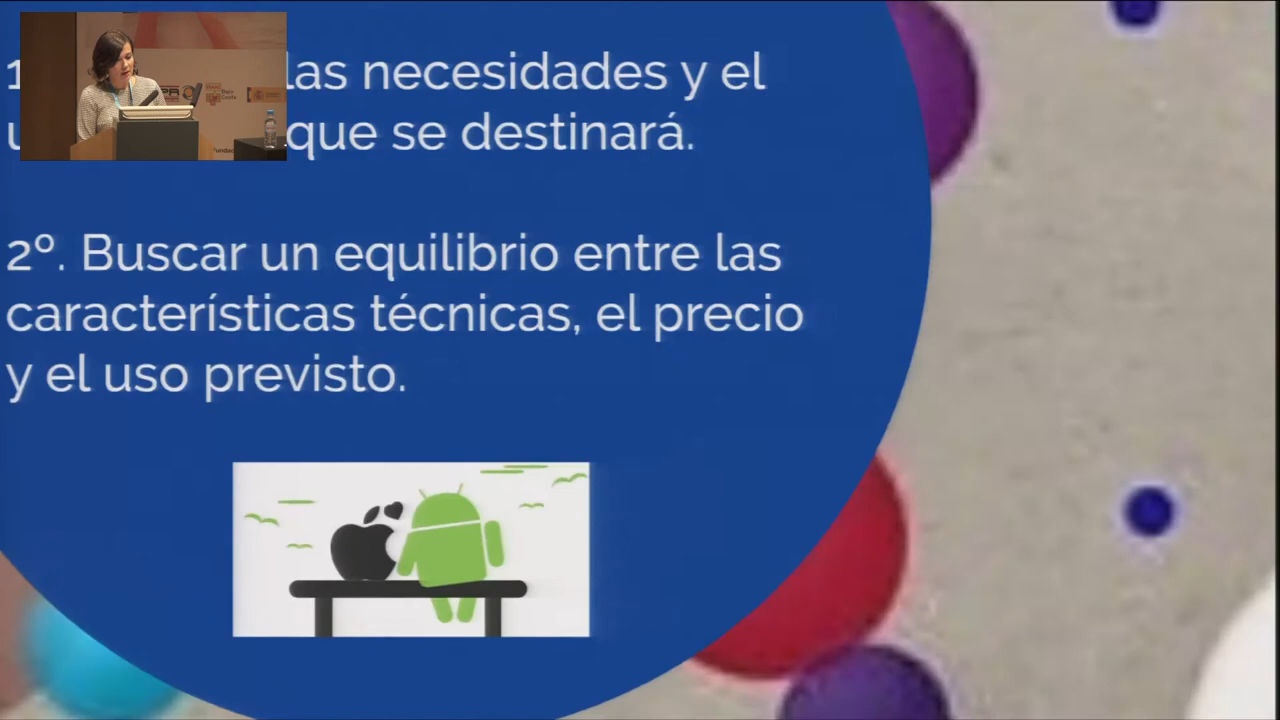 las necesidades y el
que se destinará.
2º. Buscar un equilibrio entre las
características técnicas, el precio
y el uso previsto.